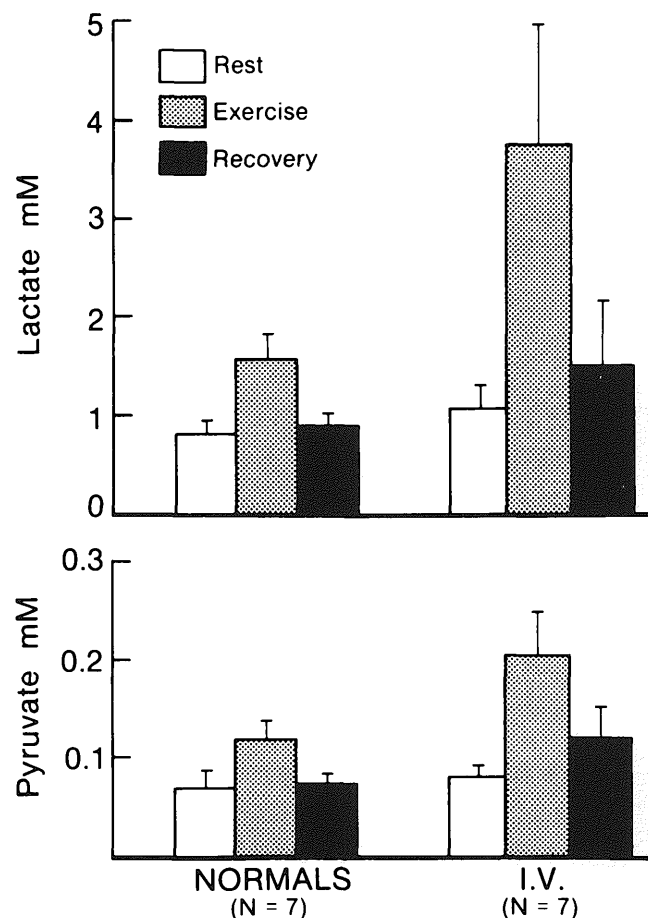 5
4
3
2
1
0
Lactate mM
Rest
Exercise
Recovery
0.3
0.2
0.1
Pyruvate mM
NORMALS
(N = 7)
I.V.
(N = 7)